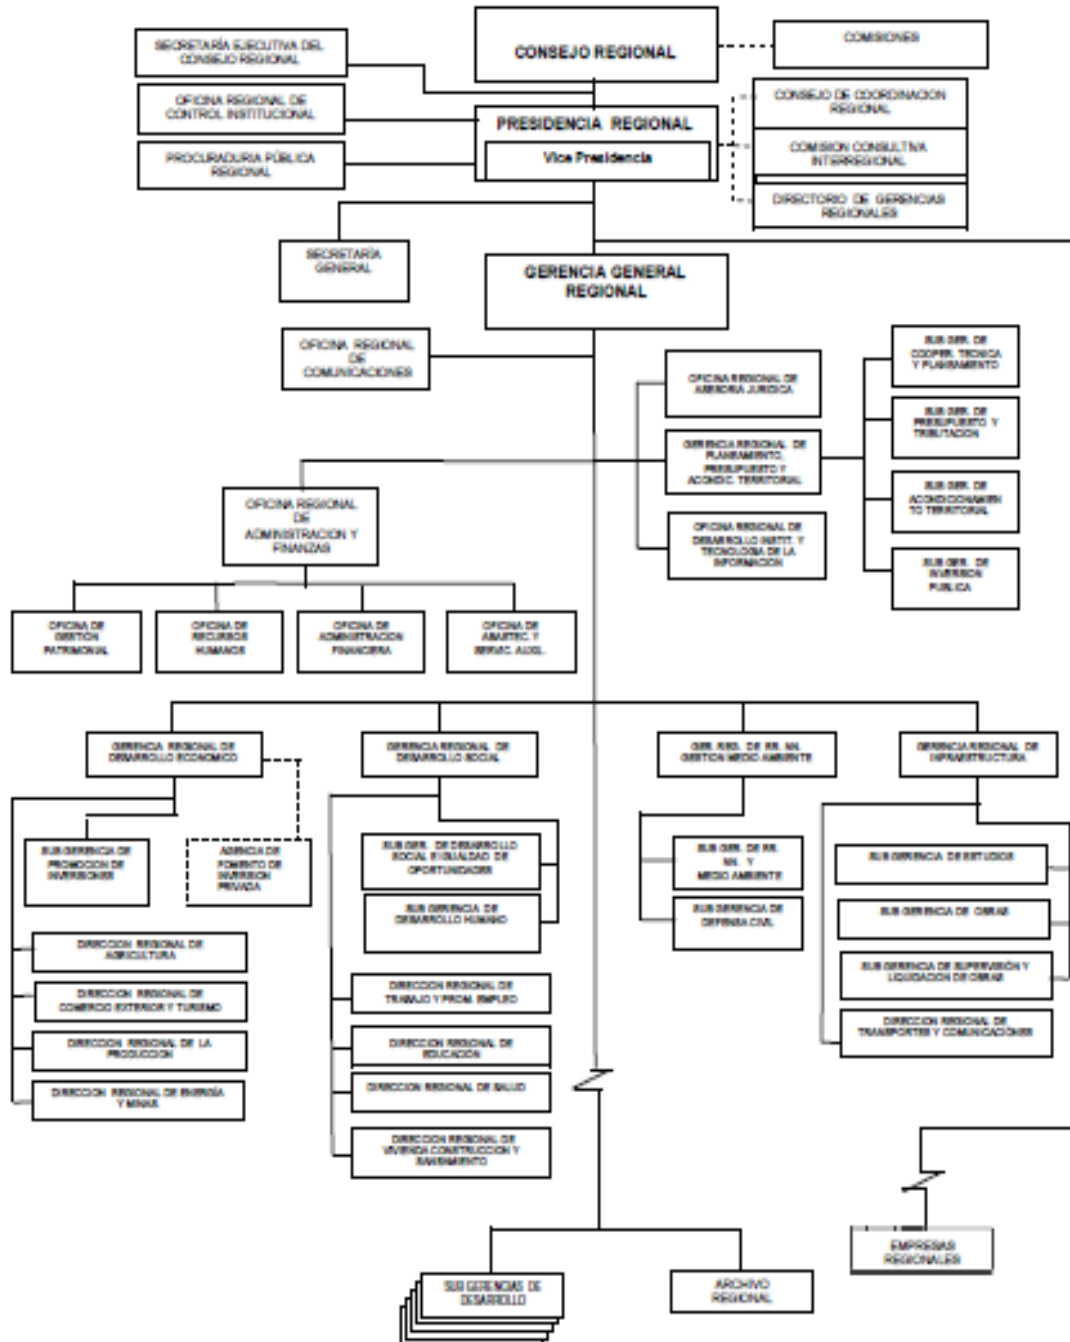 CONSEJO REGIONAL
COMISIONES
SECRETARÍA EJECUTIVA DEL
CONSEJO REGIONAL
OFICINA REGIONAL DE
CONTROL INSTITUCIONAL
PROCURADURIA PÚBLICA
REGIONAL
PRESIDENCIA REGIONAL
Vice Presidencia
CONSEJO DE COORDINACION
REGIONAL
COMISION CONSULTIVA
INTERREGIONAL
DIRECTORIO DE GERENCIAS
REGIONALES
SECRETARÍA
GENERAL
GERENCIA GENERAL
REGIONAL
OFICINA REGIONAL
DE
COMUNICACIONES
OFICINA REGIONAL DE
ASESORIA JURIDICA
GERENCIA REGIONAL DE
PLANEAMIENTO,
PRESUPUESTO Y
ACONDIC. TERRITORIAL
OFICINA REGIONAL DE
DESARROLLO INSTIT. Y
TECNOLOGIA DE LA
INFORMACION
SUB GER. DE
COOPER. TECNICA
Y PLANEAMIENTO
SUB GER. DE
PRESUPUESTO Y
TRIBUTACION
SUB GER. DE
ACONDICIONAMIEN
TO TERRITORIAL
SUB GER. DE
INVERSION
PUBLICA
OFICINA REGIONAL
DE
ADMINISTRACION Y
FINANZAS
OFICINA DE
GESTIÓN
PATRIMONIAL
OFICINA DE
RECURSOS
HUMANOS
OFICINA DE
ADMINISTRACION
FINANCIERA
OFICINA DE
ABASTEC. Y
SERVIC. AUXIL.
GERENCIA REGIONAL DE
DESARROLLO ECONOMICO
GERENCIA REGIONAL DE
DESARROLLO SOCIAL
GER. REG. DE RR. NN.
GESTION MEDIO AMBIENTE
GERENCIA REGIONAL DE
INFRAESTRUCTURA
SUB GERENCIA DE
PROMOCION DE
INVERSIONES
AGENCIA DE
FOMENTO DE
INVERSION
PRIVADA
DIRECCION REGIONAL DE
AGRICULTURA
DIRECCION REGIONAL DE
COMERCIO EXTERIOR Y TURISMO
DIRECCION REGIONAL DE LA
PRODUCCION
DIRECCION REGIONAL DE ENERGÍA
Y MINAS
SUB GER. DE DESARROLLO
SOCIAL E IGUALDAD DE
OPORTUNIDADES
SUB GERENCIA DE
DESARROLLO HUMANO
DIRECCION REGIONAL DE
TRABAJO Y PROM. EMPLEO
DIRECCION REGIONAL DE
EDUCACIÓN
DIRECCION REGIONAL DE SALUD
DIRECCION REGIONAL DE
VIVIENDA CONSTRUCCION Y
SANEAMIENTO
SUB GER. DE RR.
NN. Y
MEDIO AMBIENTE
SUB GERENCIA DE
DEFENSA CIVIL
SUB GERENCIA DE ESTUDIOS
SUB GERENCIA DE OBRAS
SUB GERENCIA DE SUPERVISIÓN Y
LIQUIDACION DE OBRAS
DIRECCION REGIONAL DE
TRANSPORTES Y COMUNICACIÓNES
EMPRESAS
REGIONALES
SUB GERENCIAS DE
DESARROLLO
ARCHIVO
REGIONAL